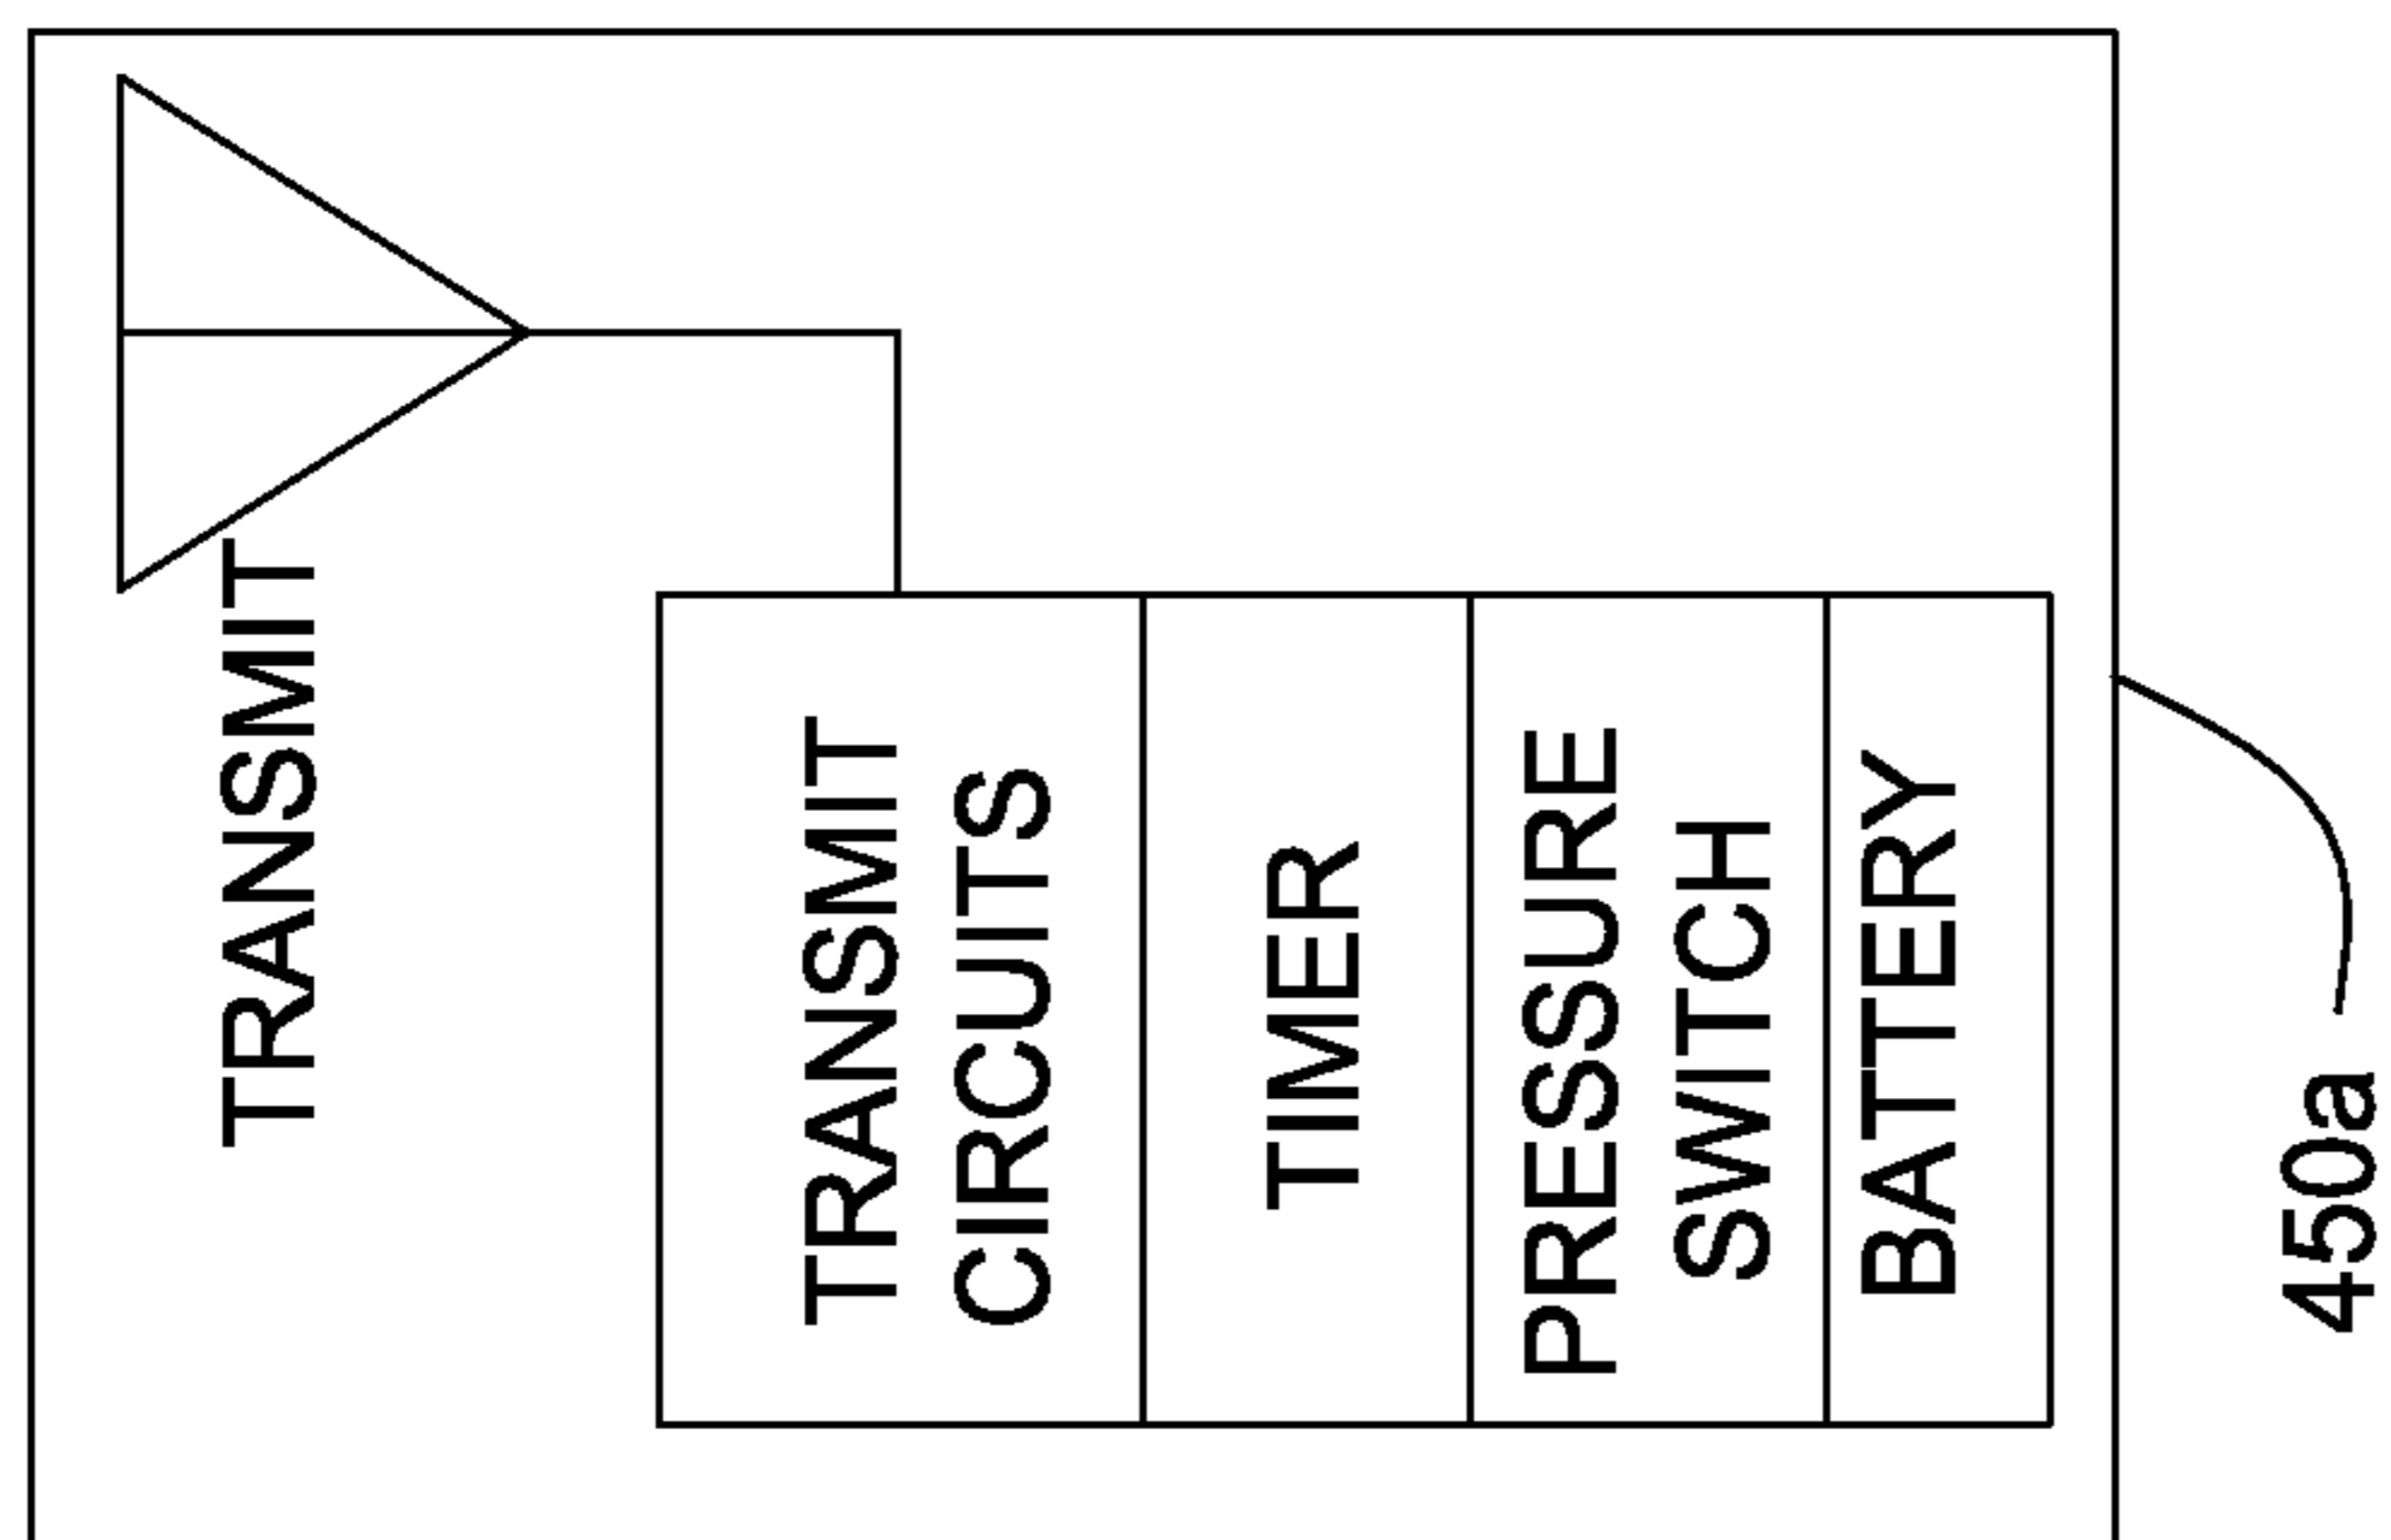 TRANSMIT
TRANSMIT
CIRCUITS
TIMER
PRESSURE
SWITCH
BATTERY
450a